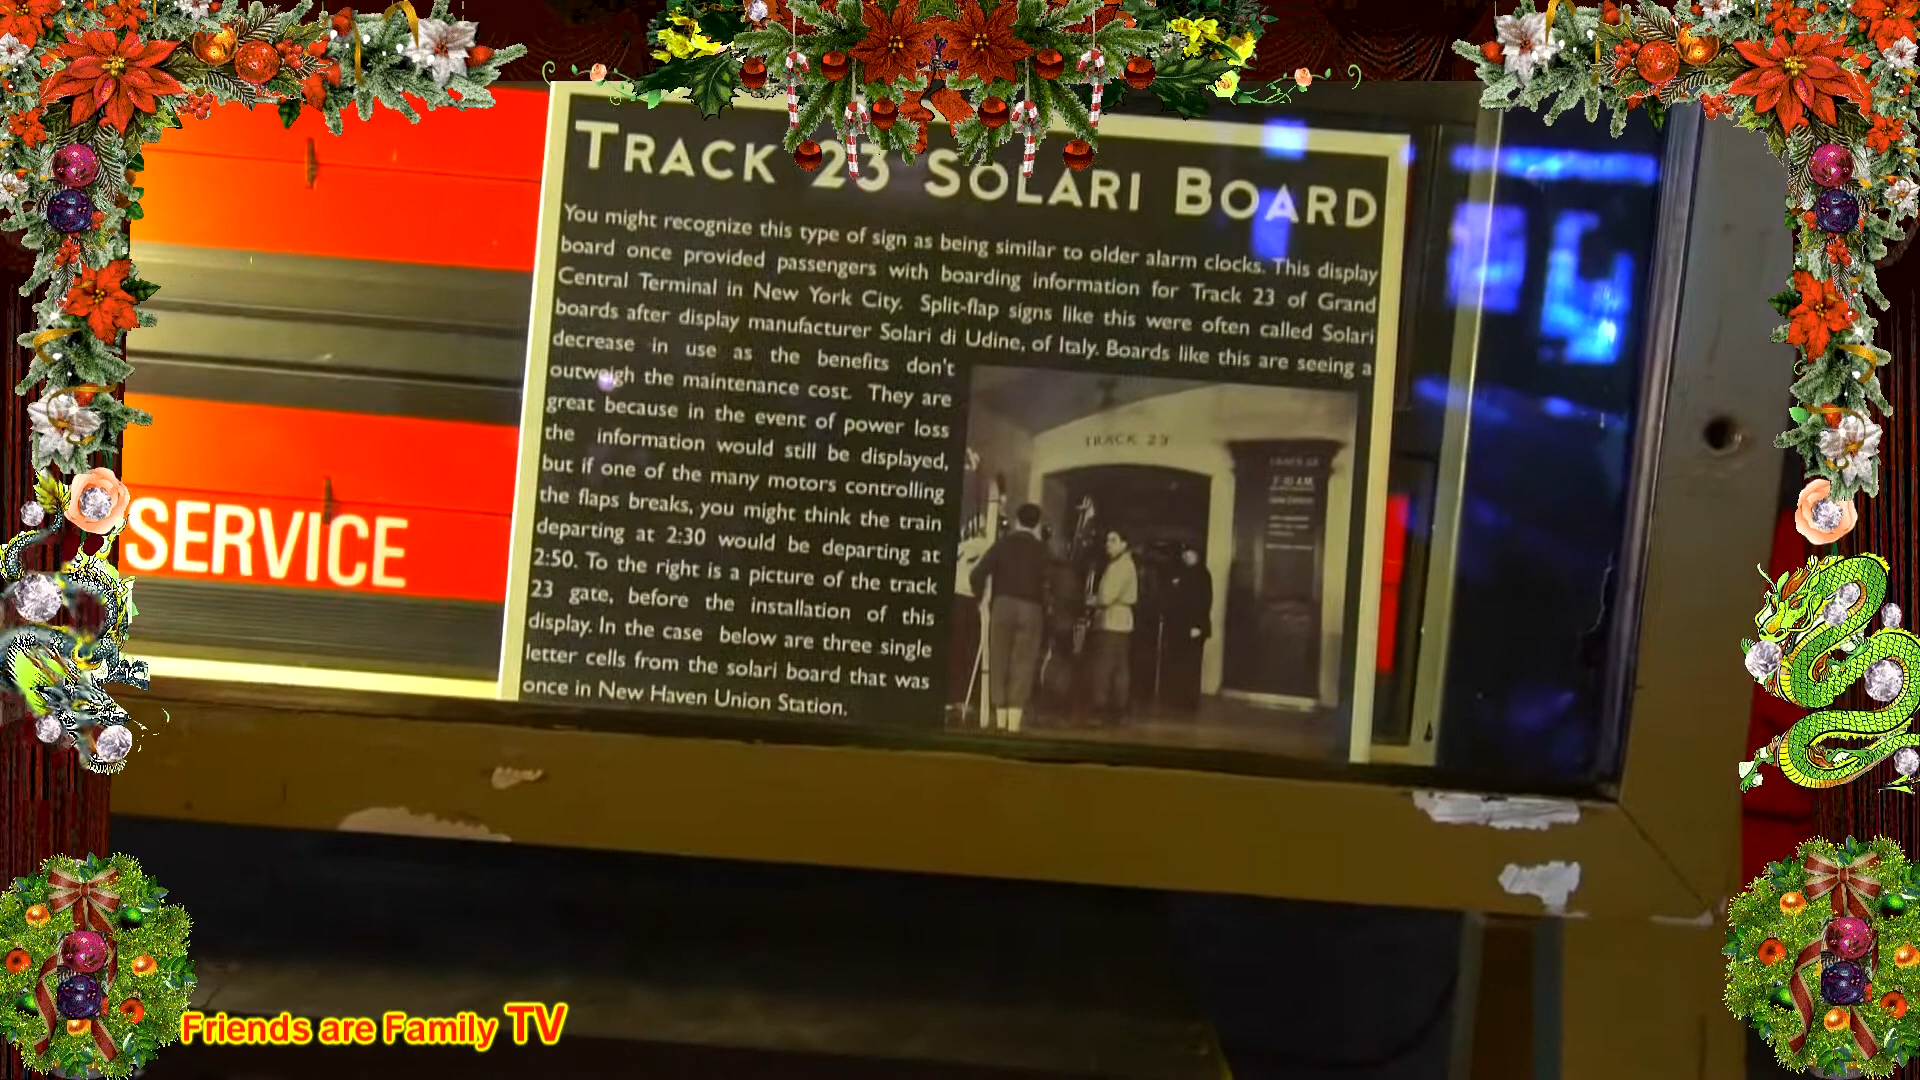 TRACK 23 SOLARI BOARD
You might recognize this type of sign as being similar to older alarm clocks. This display
board once provided passengers with boarding information for Track 23 of Grand
Central Terminal in New York City. Split-flap signs like this were often called Solari
boards after display manufacturer Solari di Udine, of Italy. Boards like this are seeing a
decrease in use as the benefits don't
outweigh the maintenance cost. They are
great because in the event of power loss
the information would still be displayed,
but if one of the many motors controlling
the flaps breaks, you might think the train
departing at 2:30 would be departing at
2:50. To the right is a picture of the track
23 gate, before the installation of this
display. In the case below are three single
letter cells from the solari board that was
once in New Haven Union Station.
TRACK 23
SERVICE
Friends are Family TV